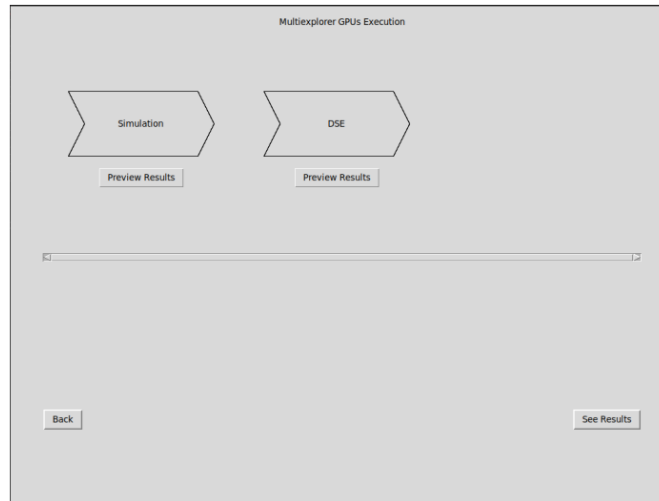 Multiexplorer GPUs Execution
Simulation
DSE
Preview Results
Preview Results
Back
See Results